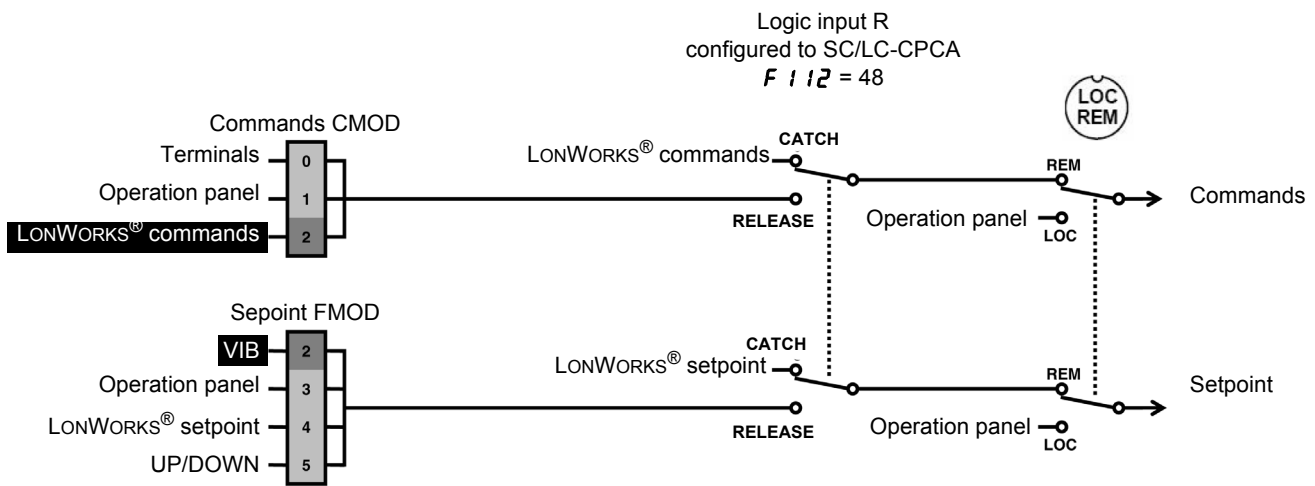 Logic input R
configured to SC/LC-CPCA
F112 = 48
LOC
REM
Commands CMOD
Terminals
0
Operation panel
1
LONWORKS® commands
2
LONWORKS® commands
CATCH
RELEASE
REM
Operation panel
LOC
Commands
Sepoint FMOD
VIB
2
Operation panel
3
LONWORKS® setpoint
4
UP/DOWN
5
LONWORKS® setpoint
CATCH
RELEASE
REM
Operation panel
LOC
Setpoint